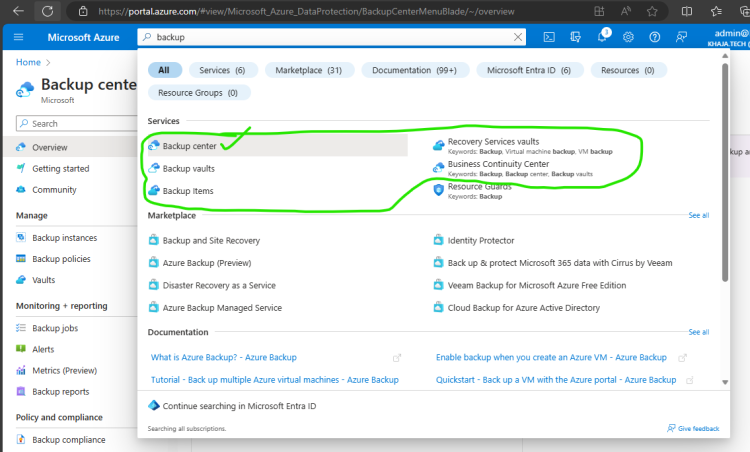 https://portal.azure.com/#view/Microsoft_Azure_DataProtection/BackupCenterMenuBlade/~/overview
Microsoft Azure
backup
3
admin@
KHAJA.TECH
Home
Backup cente
Microsoft
Search
Overview
Getting started
Community
Manage
Backup instances
Backup policies
Vaults
Monitoring + reporting
Backup jobs
Alerts
Metrics (Preview)
Backup reports
Policy and compliance
Backup compliance
All
Services (6)
Marketplace (31)
Documentation (99+)
Microsoft Entra ID (6)
Resources (0)
Resource Groups (0)
Services
Backup center
Recovery Services vaults
Keywords: Backup, Virtual machine backup, VM backup
Backup vaults
Business Continuity Center
Keywords: Backup, Backup center, Backup vaults
Backup Items
Resource Guards
Keywords: Backup
Marketplace
See all
Backup and Site Recovery
Identity Protector
Azure Backup (Preview)
Back up & protect Microsoft 365 data with Cirrus by Veeam
Disaster Recovery as a Service
Veeam Backup for Microsoft Azure Free Edition
Azure Backup Managed Service
Cloud Backup for Azure Active Directory
Documentation
See all
What is Azure Backup? - Azure Backup
Enable backup when you create an Azure VM - Azure Backup
Tutorial - Back up multiple Azure virtual machines - Azure Backup
Quickstart - Back up a VM with the Azure portal - Azure Backup
Continue searching in Microsoft Entra ID
Searching all subscriptions.
Give feedback